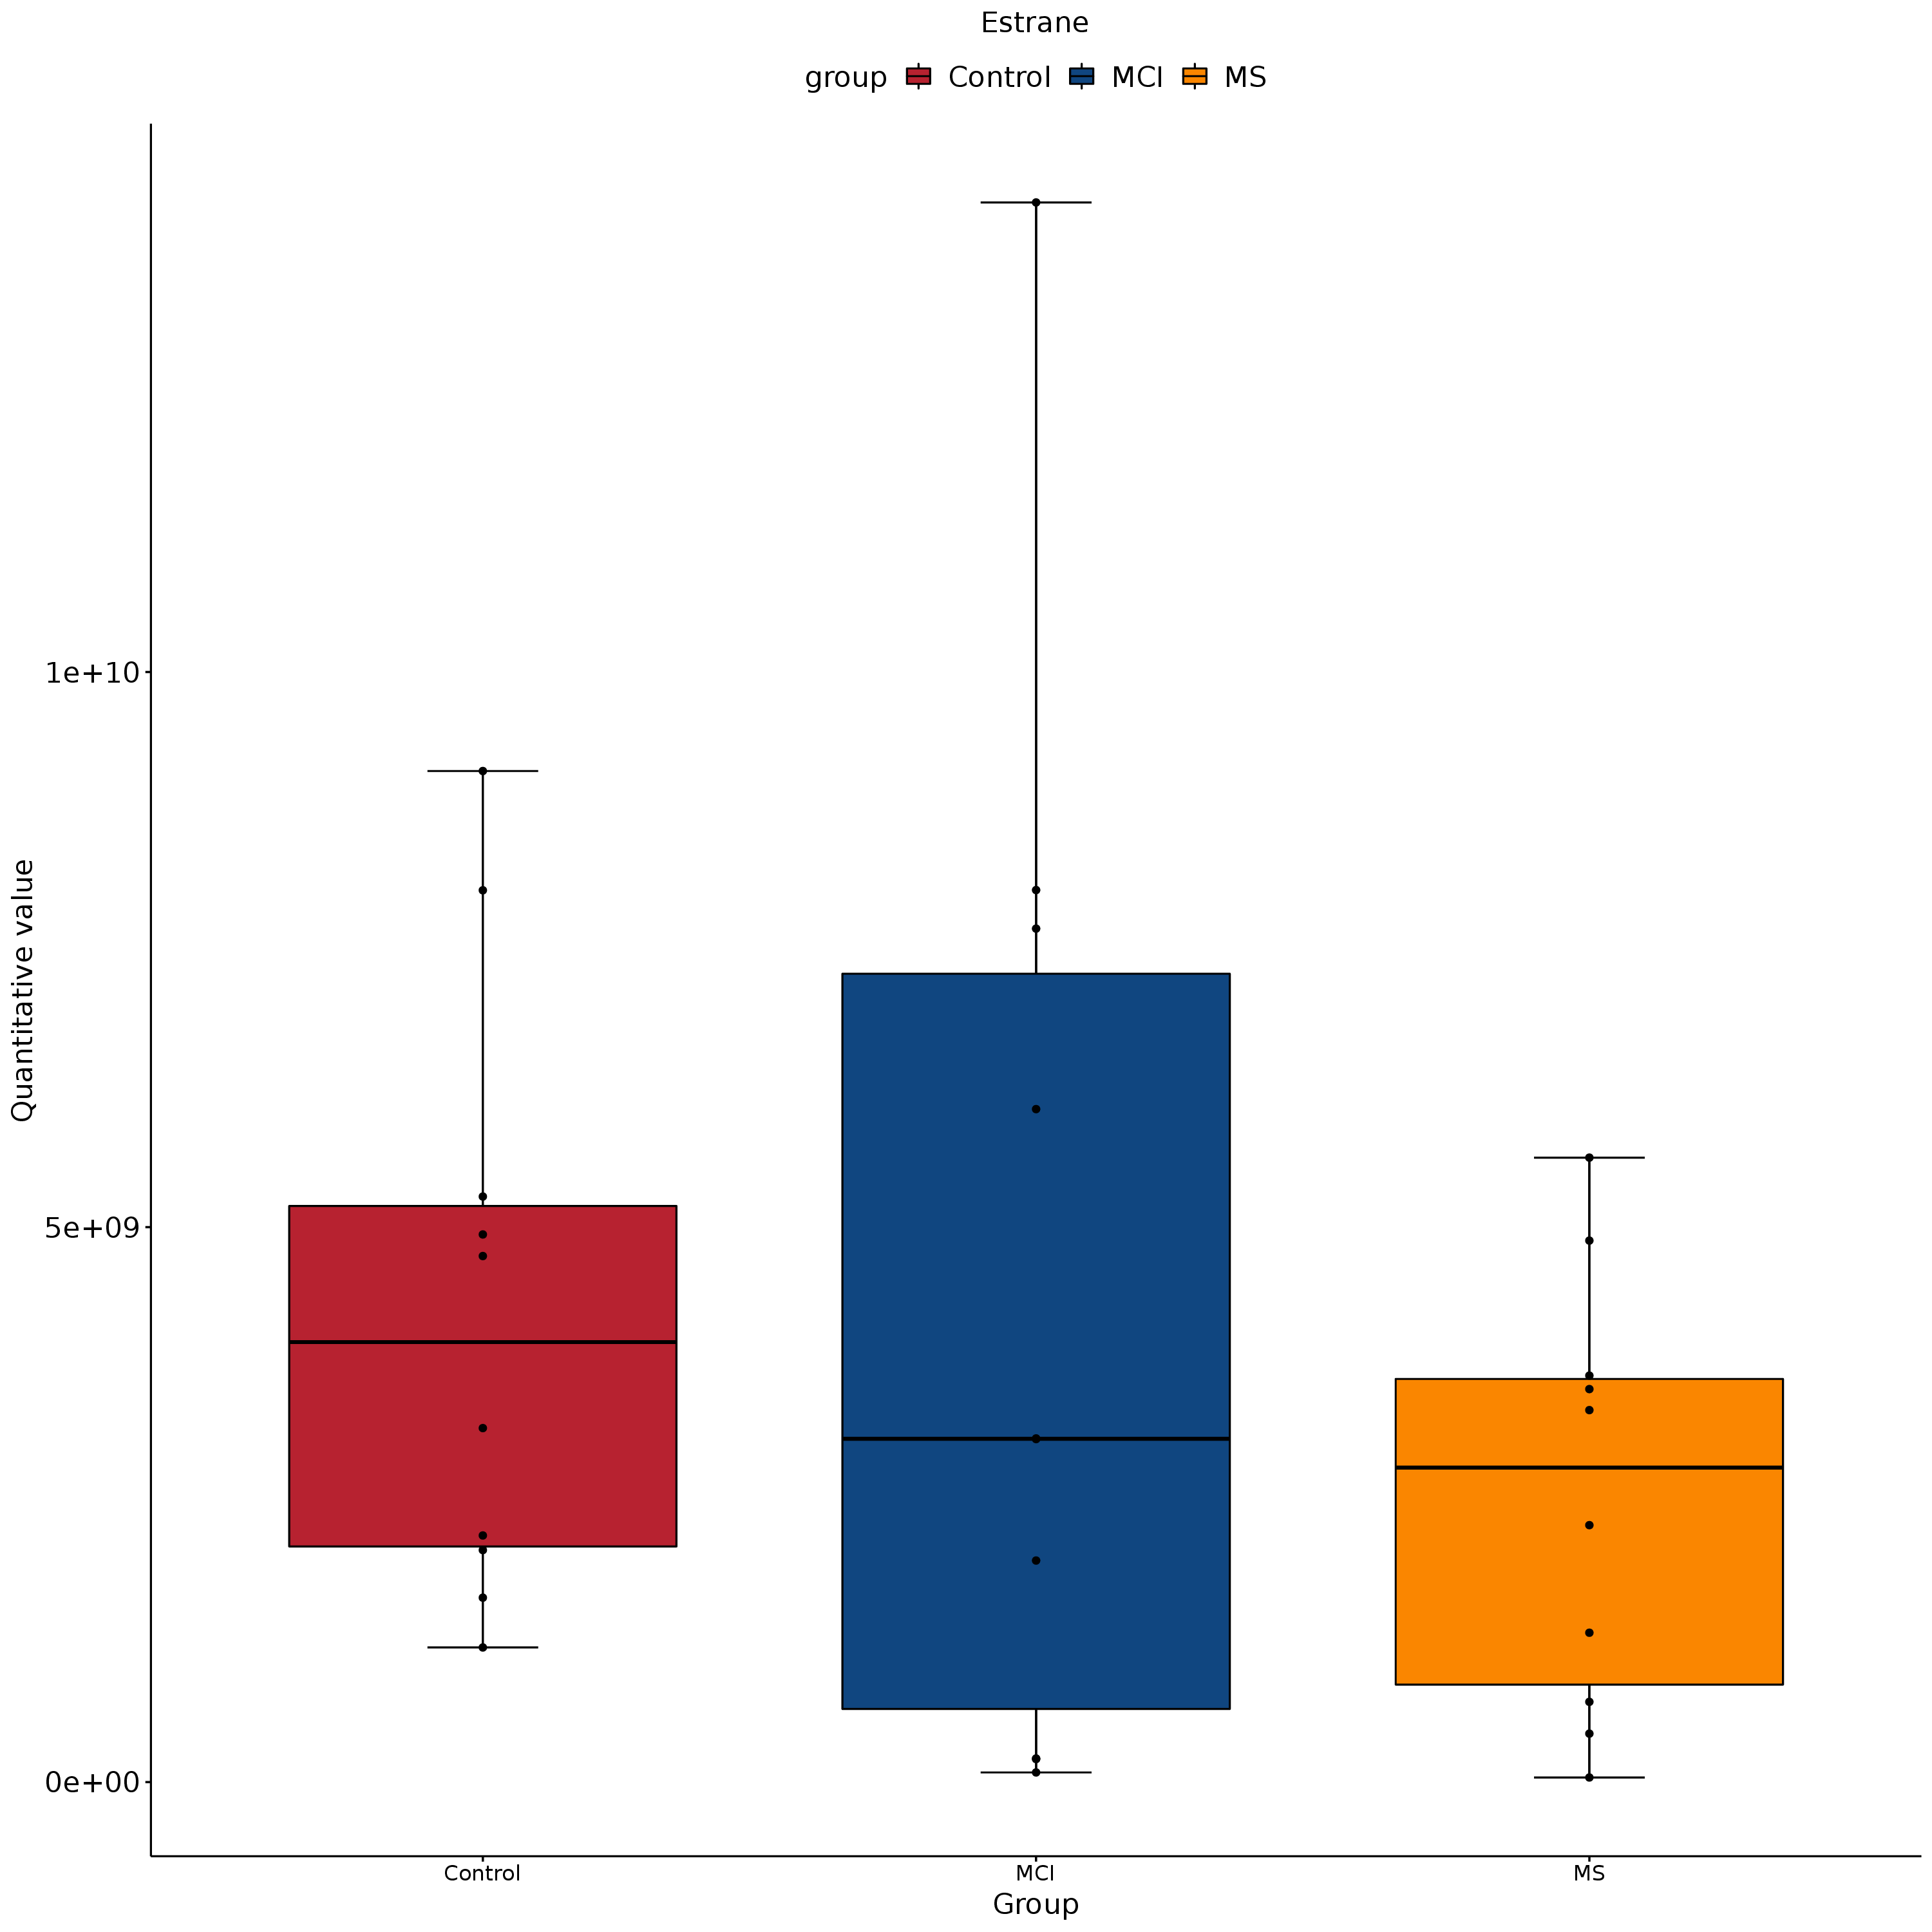 Estrane
group Control MCI MS
Quantitative value
1e+10
5e+09
0e+00
Control MCI MS
Group